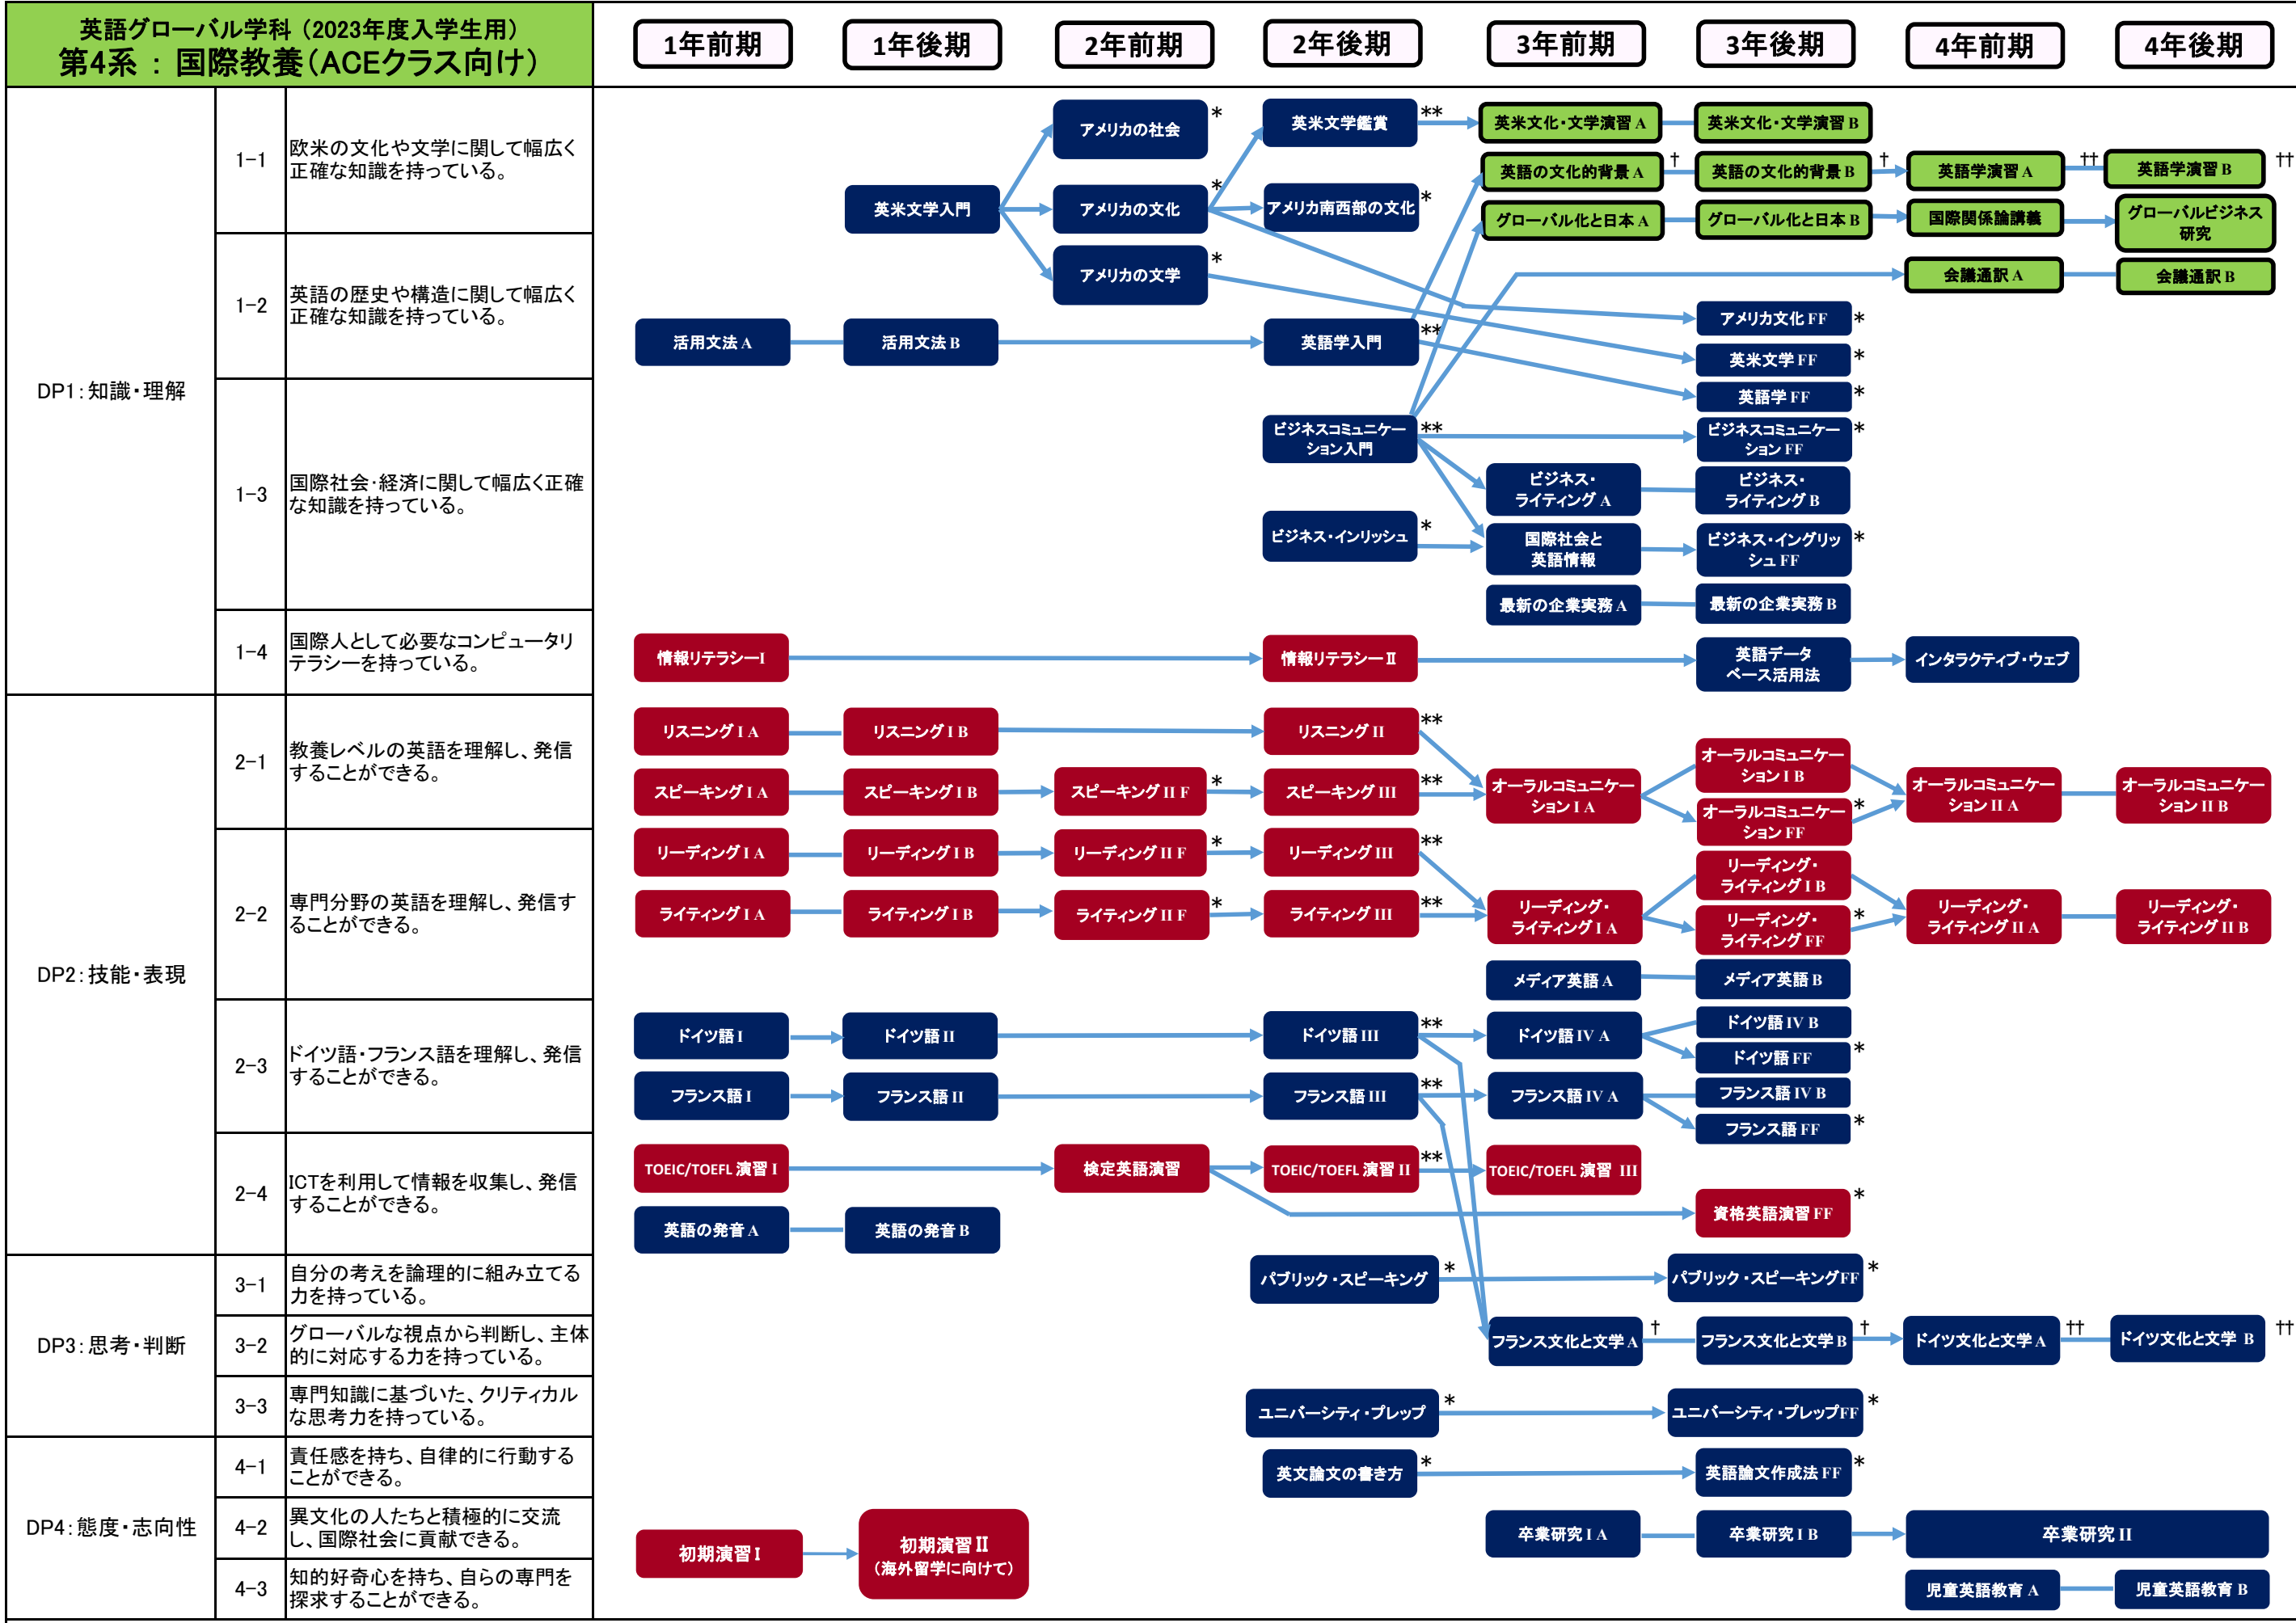 英語グローバル学科（2023年度入学生用）
第4系 ： 国際教養（ACEクラス向け）
1年前期
1年後期
2年前期
2年後期
3年前期
3年後期
4年前期
4年後期
DP1：知識・理解
1-1
欧米の文化や文学に関して幅広く
正確な知識を持っている。
1-2
英語の歴史や構造に関して幅広く
正確な知識を持っている。
1-3
国際社会・経済に関して幅広く正確
な知識を持っている。
1-4
国際人として必要なコンピュータリ
テラシーを持っている。
アメリカの社会 *
英米文学鑑賞 **
英米文化・文学演習 A
英米文化・文学演習 B
英語の文化的背景 A †
英語の文化的背景 B †
英語学演習 A ††
英語学演習 B ††
英米文学入門
アメリカの文化 *
アメリカ南西部の文化 *
グローバル化と日本 A
グローバル化と日本 B
国際関係論講義
グローバルビジネス
研究
アメリカの文学 *
会議通訳 A
会議通訳 B
アメリカ文化 FF *
活用文法 A
活用文法 B
英語学入門 **
英米文学 FF *
英語学 FF *
ビジネスコミュニケー
ション入門 **
ビジネスコミュニケー
ション FF *
ビジネス・
ライティング A
ビジネス・
ライティング B
ビジネス・インリッシュ *
国際社会と
英語情報
ビジネス・イングリッ
シュ FF *
最新の企業実務 A
最新の企業実務 B
情報リテラシーI
情報リテラシー II
英語データ
ベース活用法
インタラクティブ・ウェブ
DP2：技能・表現
2-1
教養レベルの英語を理解し、発信
することができる。
2-2
専門分野の英語を理解し、発信す
ることができる。
2-3
ドイツ語・フランス語を理解し、発信
することができる。
2-4
ICTを利用して情報を収集し、発信
することができる。
リスニング I A
リスニング I B
リスニング II **
オーラルコミュニケー
ション I B
スピーキング I A
スピーキング I B
スピーキング II F *
スピーキング III **
オーラルコミュニケー
ション I A
オーラルコミュニケー
ション FF *
オーラルコミュニケー
ション II A
オーラルコミュニケー
ション II B
リーディング I A
リーディング I B
リーディング II F *
リーディング III **
リーディング・
ライティング I B
ライティング I A
ライティング I B
ライティング II F *
ライティング III **
リーディング・
ライティング I A
リーディング・
ライティング FF *
リーディング・
ライティング II A
リーディング・
ライティング II B
メディア英語 A
メディア英語 B
ドイツ語 I
ドイツ語 II
ドイツ語 III **
ドイツ語 IV A
ドイツ語 IV B
ドイツ語 FF *
フランス語 I
フランス語 II
フランス語 III **
フランス語 IV A
フランス語 IV B
フランス語 FF *
TOEIC/TOEFL 演習 I
検定英語演習
TOEIC/TOEFL 演習 II **
TOEIC/TOEFL 演習 III
資格英語演習 FF *
英語の発音 A
英語の発音 B
DP3：思考・判断
3-1
自分の考えを論理的に組み立てる
力を持っている。
3-2
グローバルな視点から判断し、主体
的に対応する力を持っている。
3-3
専門知識に基づいた、クリティカル
な思考力を持っている。
パブリック・スピーキング *
パブリック・スピーキングFF *
フランス文化と文学 A †
フランス文化と文学 B †
ドイツ文化と文学 A ††
ドイツ文化と文学 B ††
ユニバーシティ・プレップ *
ユニバーシティ・プレップFF *
DP4：態度・志向性
4-1
責任感を持ち、自律的に行動する
ことができる。
4-2
異文化の人たちと積極的に交流
し、国際社会に貢献できる。
4-3
知的好奇心を持ち、自らの専門を
探求することができる。
英文論文の書き方 *
英語論文作成法 FF *
初期演習 I
初期演習 II
（海外留学に向けて）
卒業研究 I A
卒業研究 I B
卒業研究 II
児童英語教育 A
児童英語教育 B